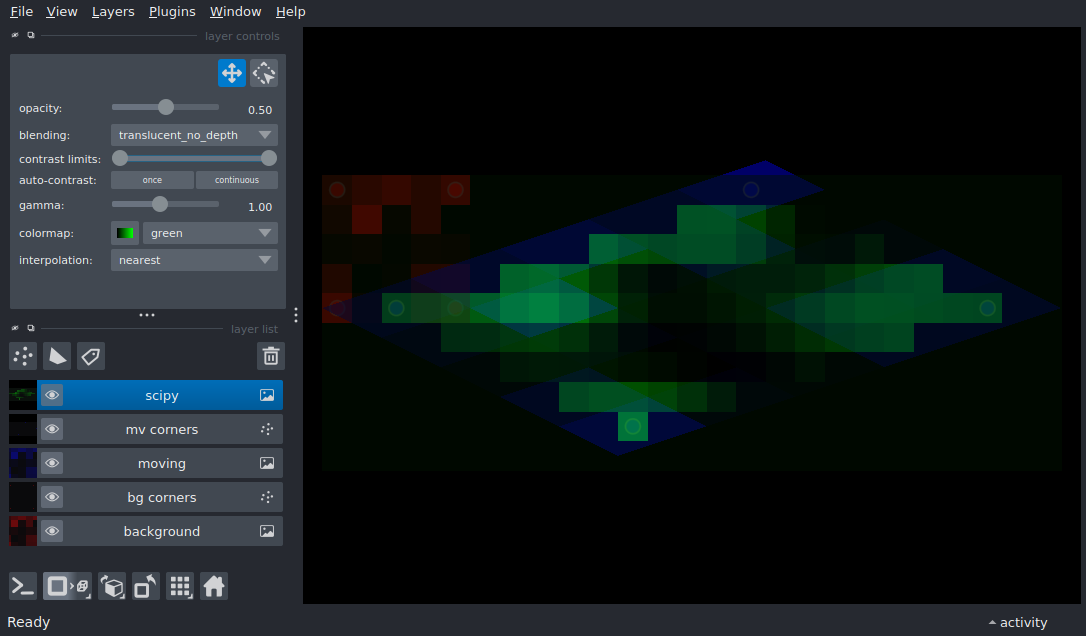 File View Layers Plugins Window Help
layer controls
opacity: 0.50
blending: translucent_no_depth
contrast limits:
auto-contrast: once continuous
gamma: 1.00
colormap: green
interpolation: nearest
layer list
scipy
mv corners
moving
bg corners
background
Ready activity